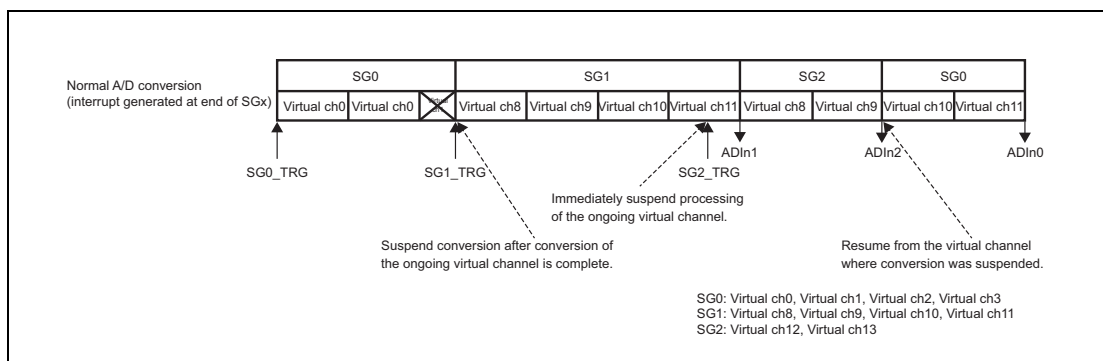 SG0 SG1 SG2 SG0
Normal A/D conversion
(interrupt generated at end of SGx)
Virtual ch0 Virtual ch0 Virtual ch8 Virtual ch9 Virtual ch10 Virtual ch11 Virtual ch8 Virtual ch9 Virtual ch10 Virtual ch11
ADIn1 ADIn2 ADIn0
SG0_TRG SG1_TRG SG2_TRG
Immediately suspend processing
of the ongoing virtual channel.
Suspend conversion after conversion of
the ongoing virtual channel is complete.
Resume from the virtual channel
where conversion was suspended.
SG0: Virtual ch0, Virtual ch1, Virtual ch2, Virtual ch3
SG1: Virtual ch8, Virtual ch9, Virtual ch10, Virtual ch11
SG2: Virtual ch12, Virtual ch13